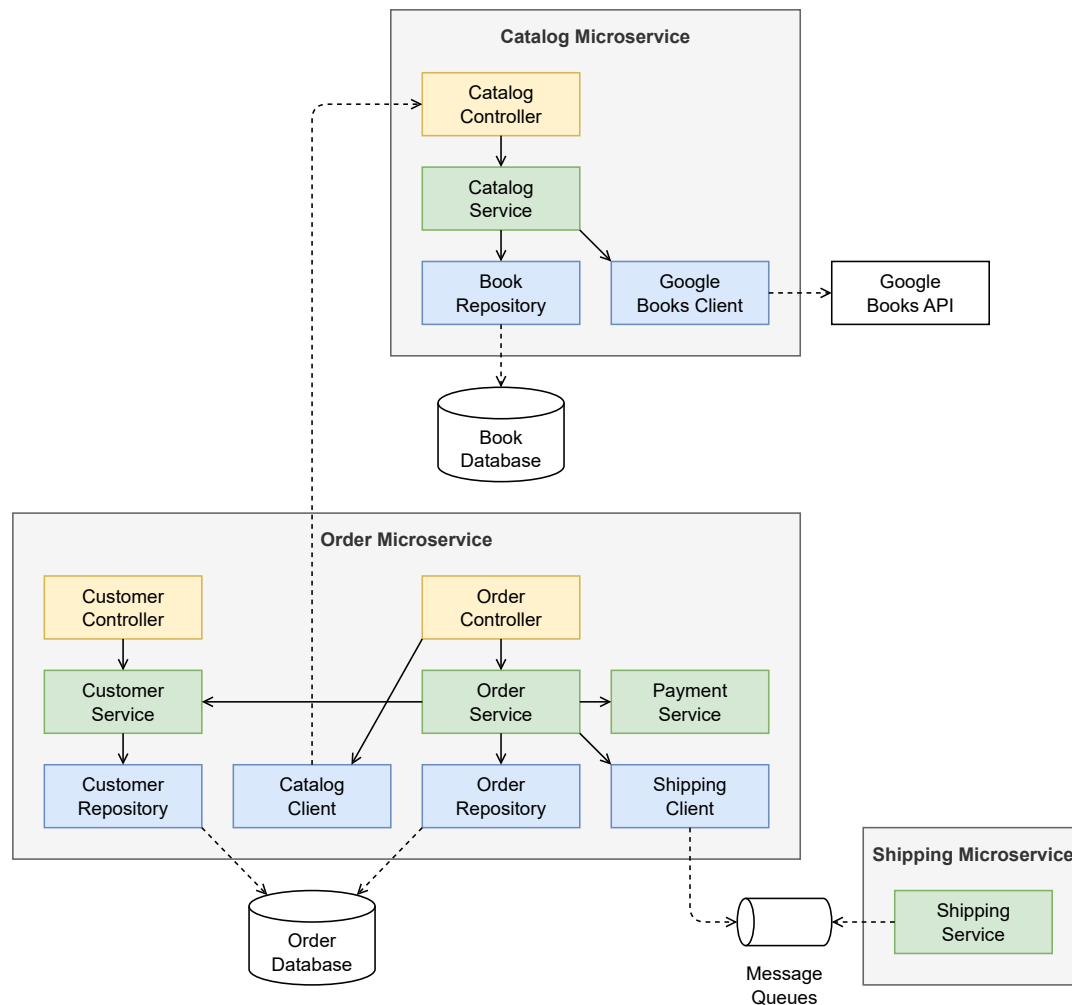 Catalog Microservice
Catalog
Controller
Catalog
Service
Book
Repository
Google
Books Client
Google
Books API
Book
Database
Order Microservice
Customer
Controller
Order
Controller
Customer
Service
Order
Service
Payment
Service
Customer
Repository
Catalog
Client
Order
Repository
Shipping
Client
Shipping Microservice
Shipping
Service
Order
Database
Message
Queues